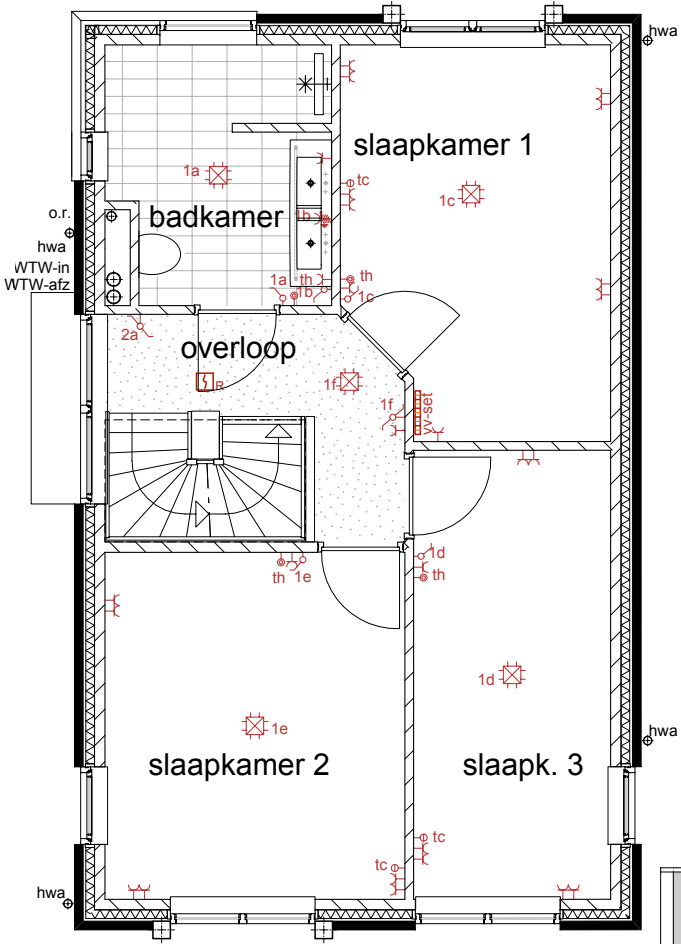 hwa
slaapkamer 1
1a
tc
1c
o.r.
badkamer
1b
hwa
WTW-in
WTW-afz
1a
th
1b
th
1c
2a
overloop
R
1f
1f
vv-set
1d
th
th
1e
1d
1e
hwa
slaapkamer 2
slaapk. 3
tc
tc
hwa